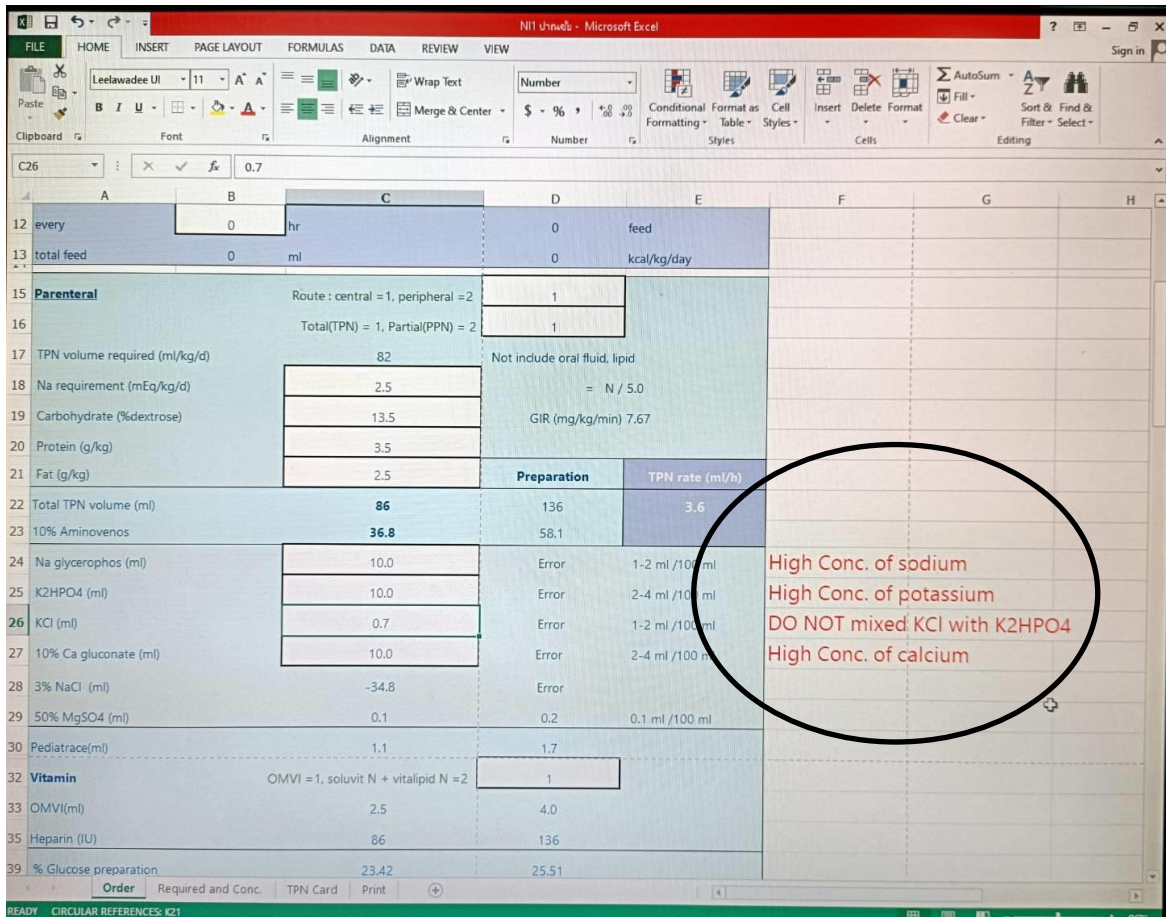 NI1 ปากหยิบ - Microsoft Excel
FILE HOME INSERT PAGE LAYOUT FORMULAS DATA REVIEW VIEW Sign in
Leelawadee UI 11 Wrap Text Number AutoSum
Paste Fill
B I U Merge & Center $ % Conditional Format as Cell Insert Delete Format Sort & Find &
Formatting Table Styles Clear Filter Select
Clipboard Font Alignment Number Styles Cells Editing
C26 fx 0.7
A B C D E F G H
12 every 0 hr 0 feed
13 total feed 0 ml 0 kcal/kg/day
15 Parenteral Route : central =1, peripheral =2 1
16 Total(TPN) = 1, Partial(PPN) = 2 1
17 TPN volume required (ml/kg/d) 82 Not include oral fluid, lipid
18 Na requirement (mEq/kg/d) 2.5 = N / 5.0
19 Carbohydrate (%dextrose) 13.5 GIR (mg/kg/min) 7.67
20 Protein (g/kg) 3.5
21 Fat (g/kg) 2.5 Preparation TPN rate (ml/h)
22 Total TPN volume (ml) 86 136 3.6
23 10% Aminovenos 36.8 58.1
24 Na glycerophos (ml) 10.0 Error 1-2 ml /100 ml High Conc. of sodium
25 K2HPO4 (ml) 10.0 Error 2-4 ml /100 ml High Conc. of potassium
26 KCl (ml) 0.7 Error 1-2 ml /100 ml DO NOT mixed KCl with K2HPO4
27 10% Ca gluconate (ml) 10.0 Error 2-4 ml /100 m High Conc. of calcium
28 3% NaCl (ml) -34.8 Error
29 50% MgSO4 (ml) 0.1 0.2 0.1 ml /100 ml
30 Pediatrace(ml) 1.1 1.7
32 Vitamin OMVI =1, soluvit N + vitalipid N =2 1
33 OMVI(ml) 2.5 4.0
35 Heparin (IU) 86 136
39 % Glucose preparation 23.42 25.51
Order Required and Conc. TPN Card Print
READY CIRCULAR REFERENCES: K21